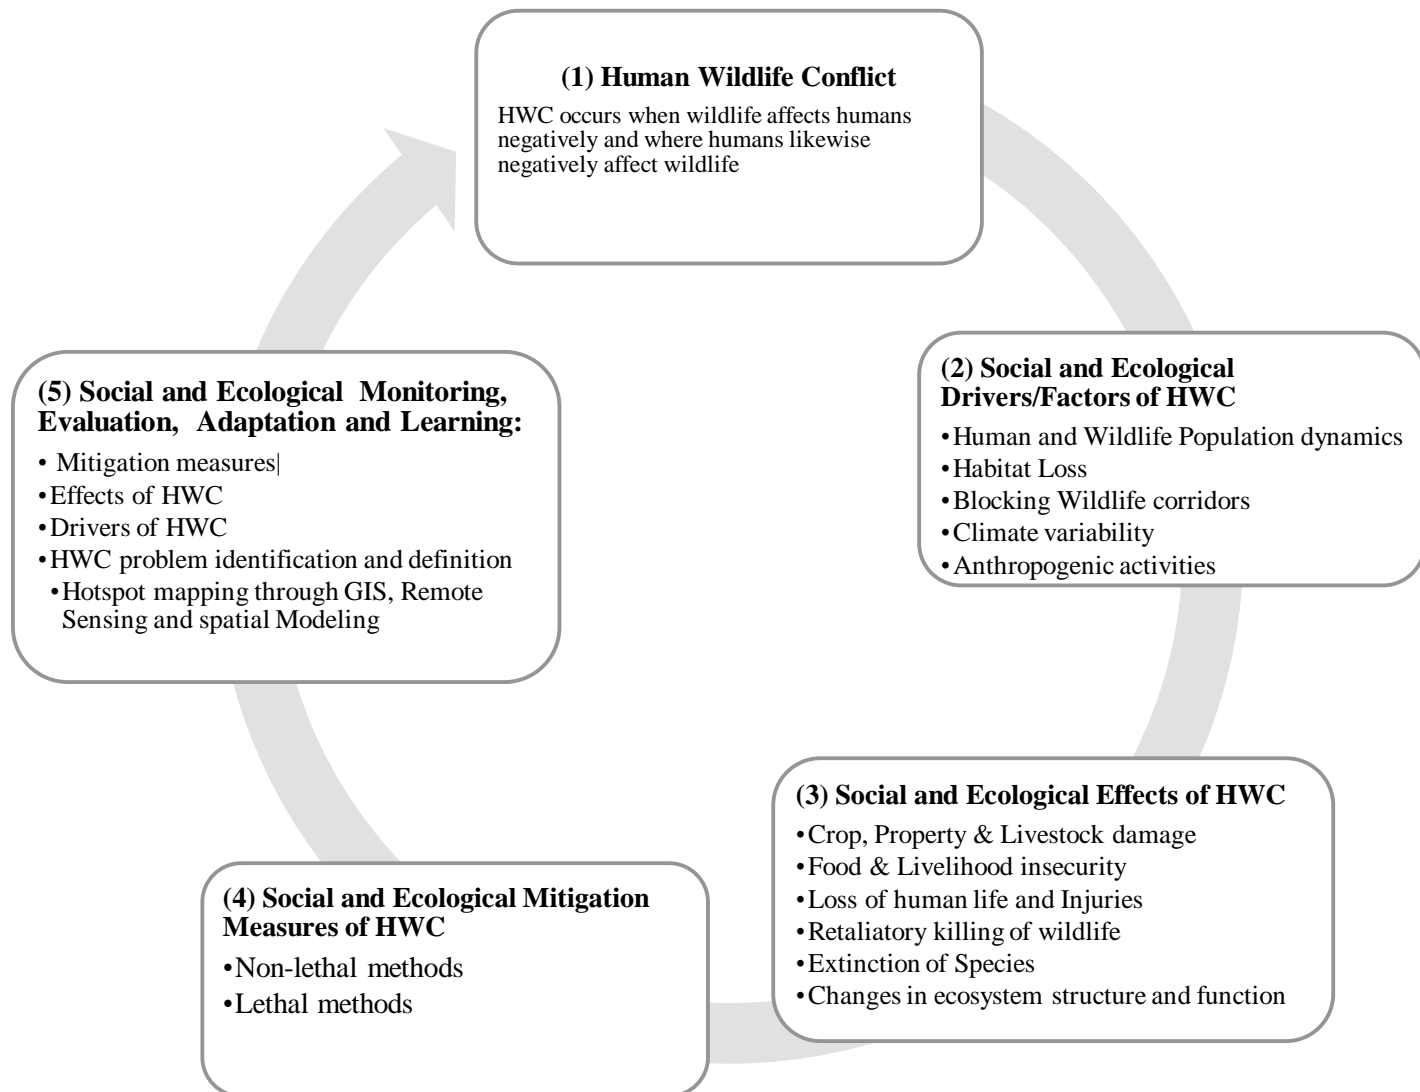 (1) Human Wildlife Conflict
HWC occurs when wildlife affects humans
negatively and where humans likewise
negatively affect wildlife
(2) Social and Ecological
Drivers/Factors of HWC
•Human and Wildlife Population dynamics
•Habitat Loss
•Blocking Wildlife corridors
•Climate variability
•Anthropogenic activities
(3) Social and Ecological Effects of HWC
•Crop, Property & Livestock damage
•Food & Livelihood insecurity
•Loss of human life and Injuries
•Retaliatory killing of wildlife
•Extinction of Species
•Changes in ecosystem structure and function
(4) Social and Ecological Mitigation
Measures of HWC
•Non-lethal methods
•Lethal methods
(5) Social and Ecological Monitoring,
Evaluation, Adaptation and Learning:
• Mitigation measures|
•Effects of HWC
•Drivers of HWC
•HWC problem identification and definition
•Hotspot mapping through GIS, Remote
Sensing and spatial Modeling